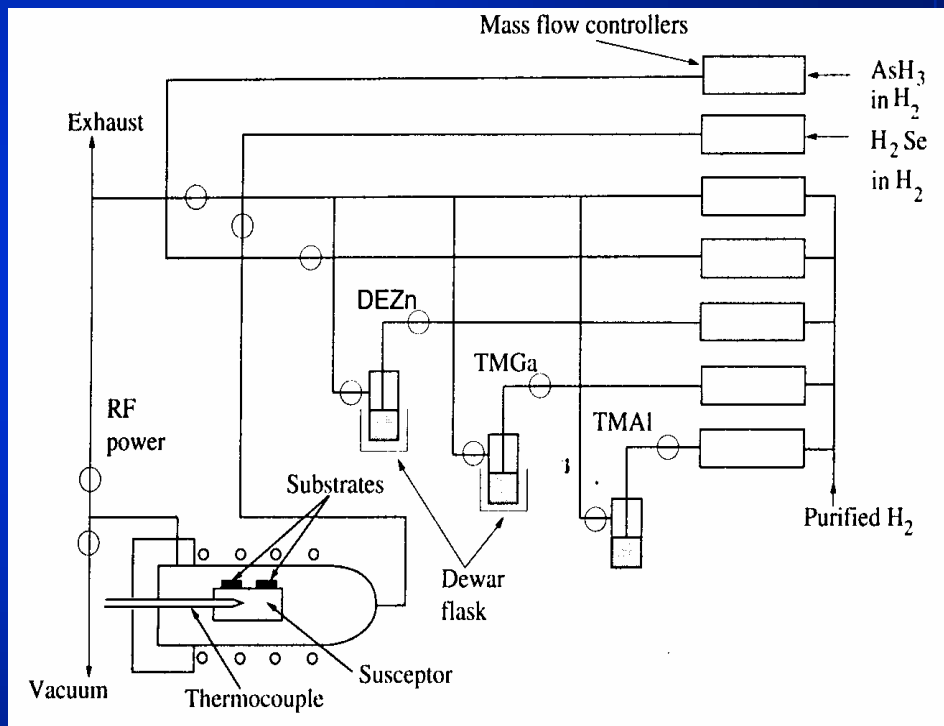 Mass flow controllers
AsH₃
in H₂
Exhaust
H₂ Se
in H₂
DEZn
TMGa
RF
power
TMAl
Substrates
Purified H₂
Dewar
flask
Susceptor
Vacuum
Thermocouple